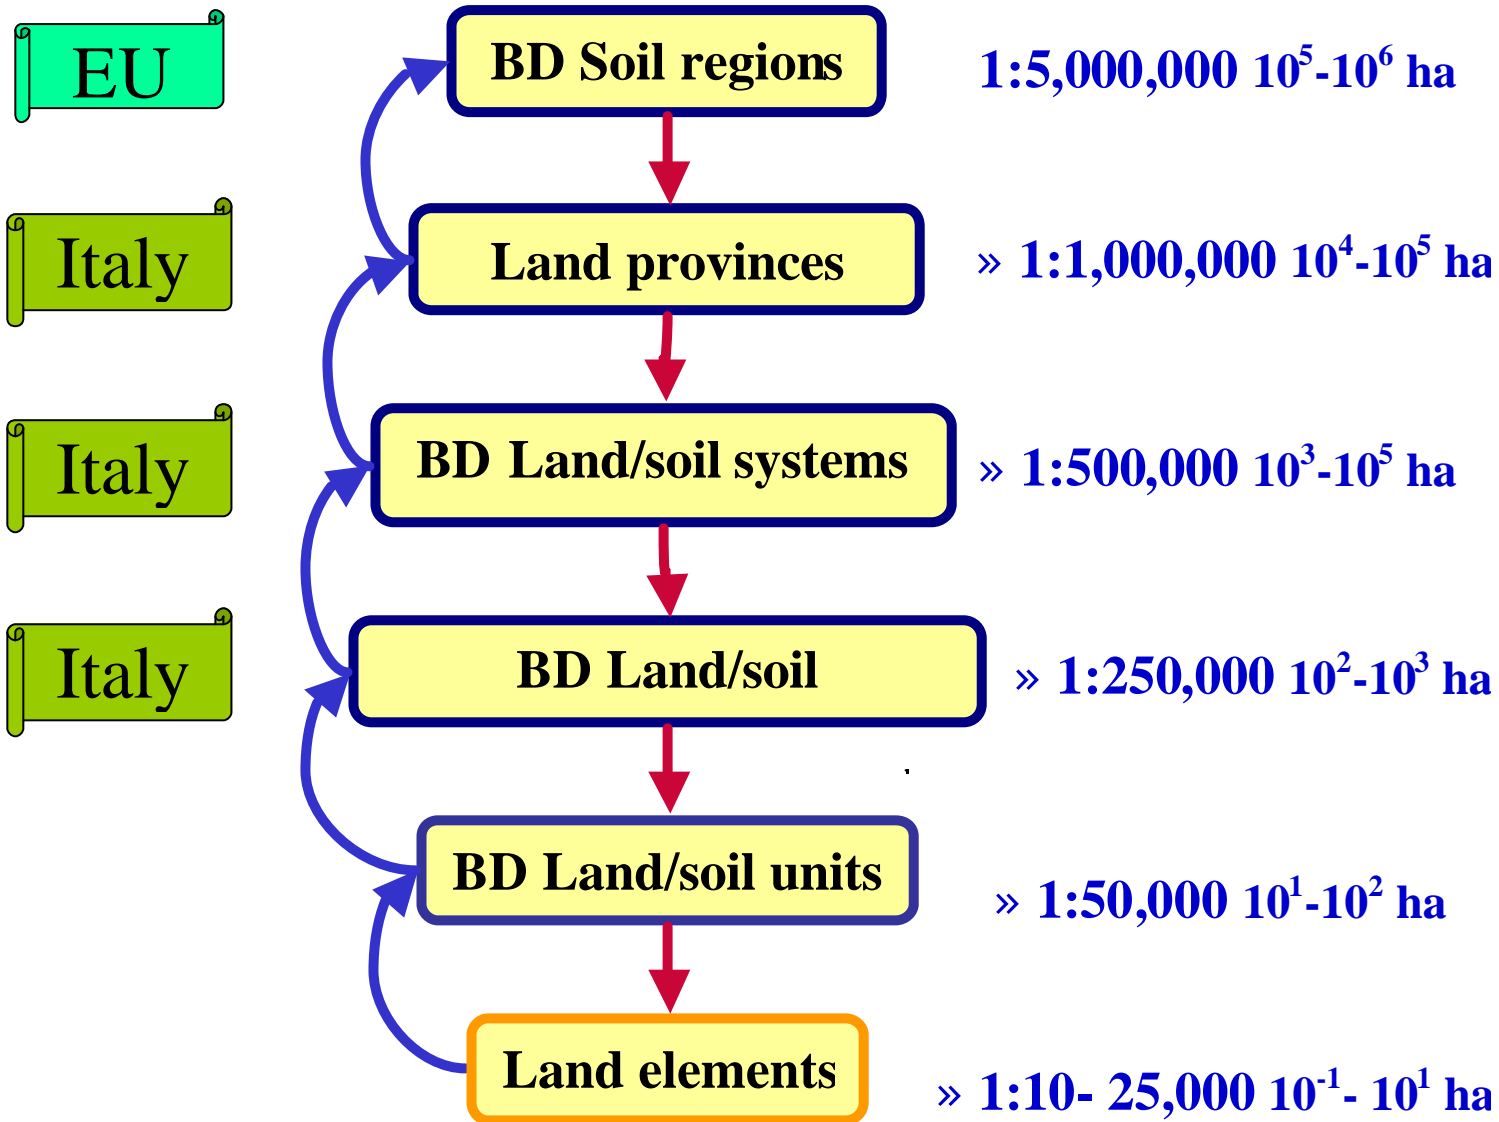 EU
BD Soil regions
1:5,000,000 10⁵-10⁶ ha
Italy
Land provinces
» 1:1,000,000 10⁴-10⁵ ha
Italy
BD Land/soil systems
» 1:500,000 10³-10⁵ ha
Italy
BD Land/soil
» 1:250,000 10²-10³ ha
BD Land/soil units
» 1:50,000 10¹-10² ha
Land elements
» 1:10- 25,000 10⁻¹- 10¹ ha